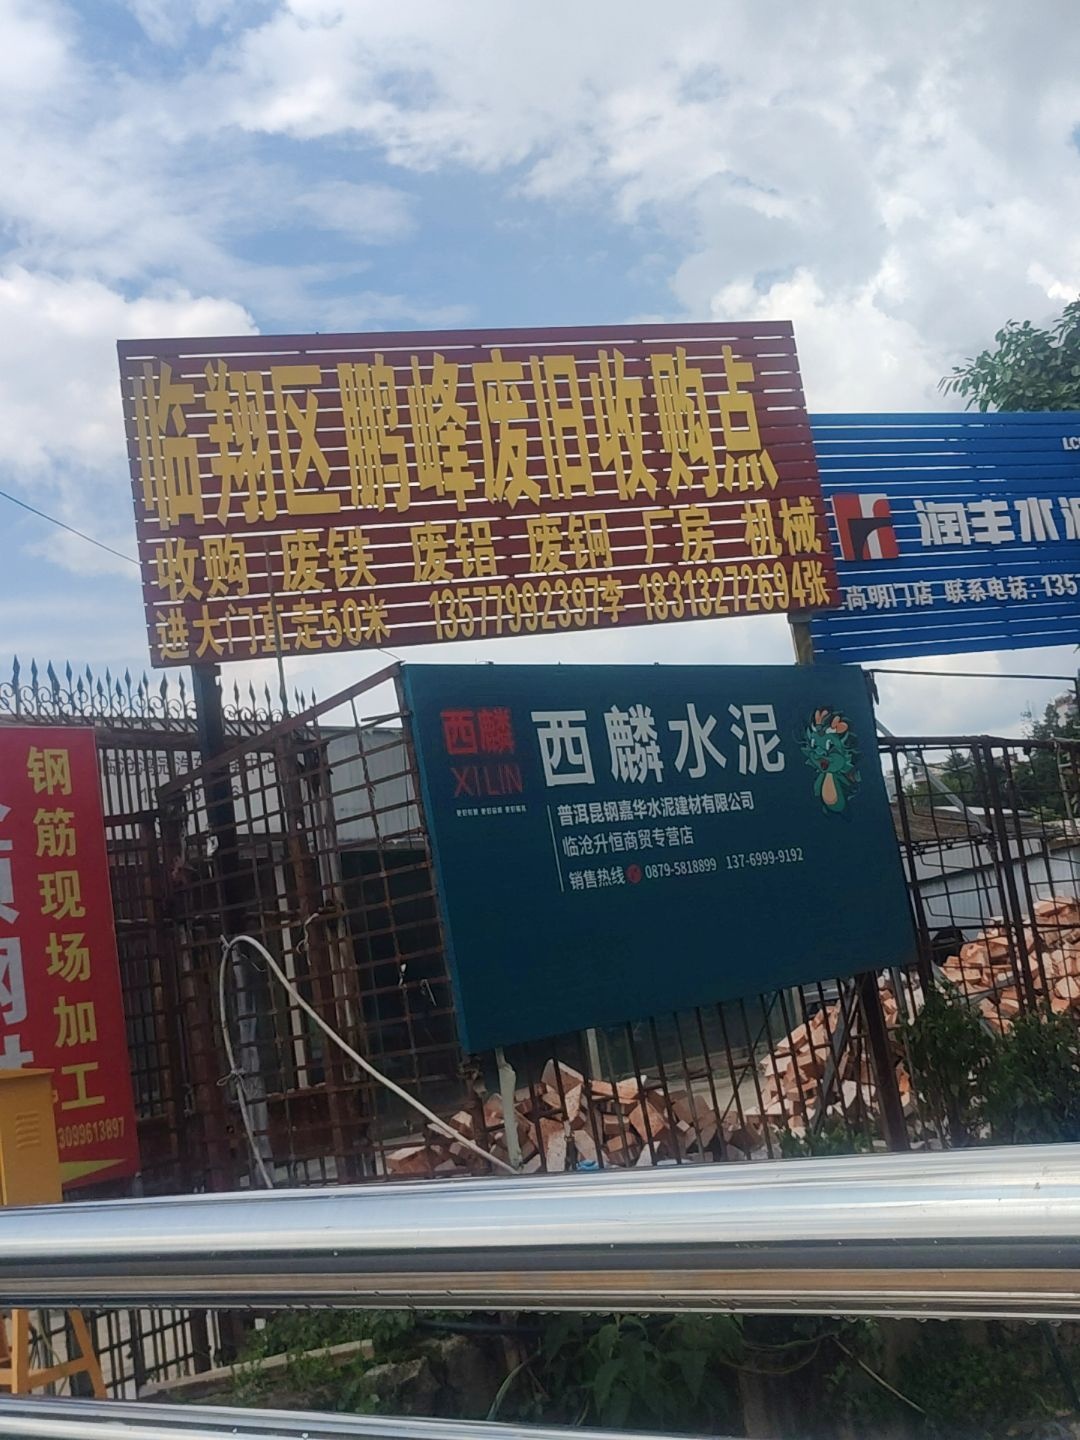 临翔区鹏峰废旧收购点
收购 废铁 废铝 废铜 厂房 机械
进大门直走50米 13577992397李 18313272694张
LC
润丰水泥
尚明门店 联系电话:1351
西麟
XILIN
西麟水泥
普洱昆钢嘉华水泥建材有限公司
临沧升恒商贸专营店
销售热线 0879-5818899 137-6999-9192
钢筋现场加工
3099613897